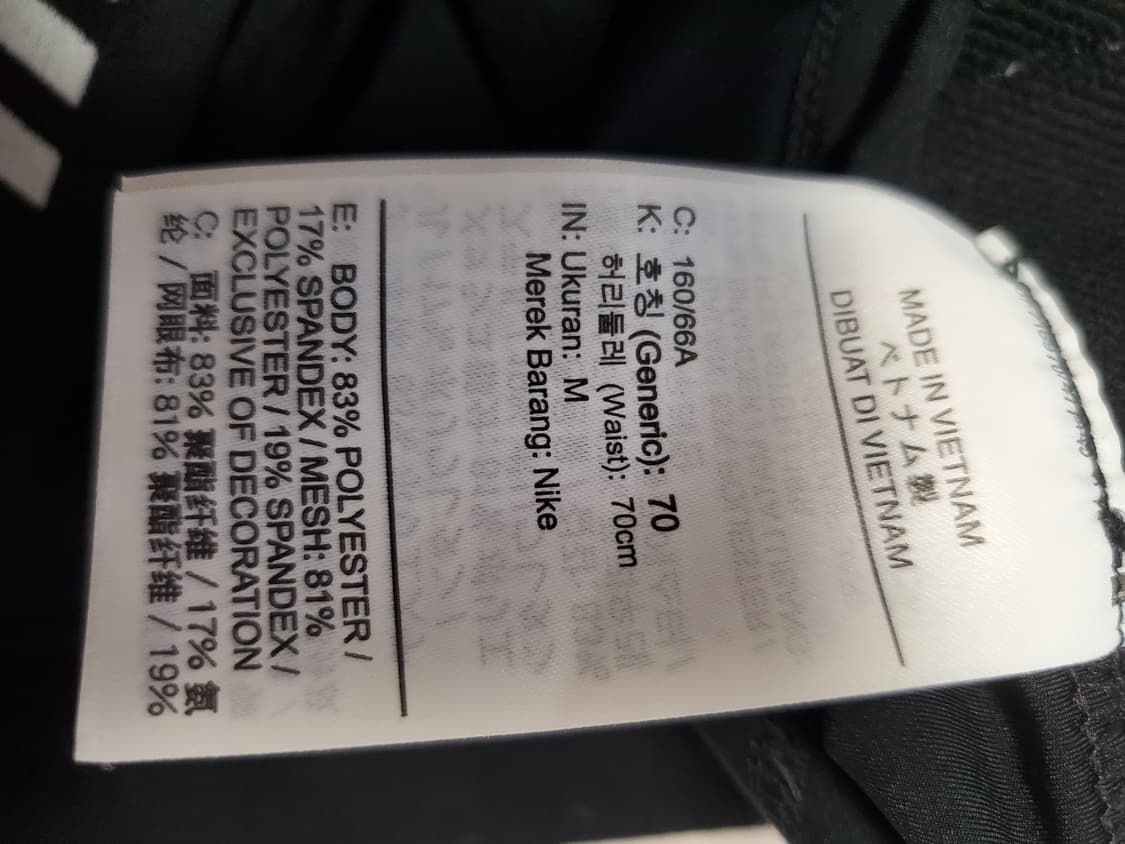 MADE IN VIETNAM
ベトナム製
DIBUAT DI VIETNAM
C: 160/66A
K: 호칭 (Generic): 70
허리둘레 (Waist): 70cm
IN: Ukuran: M
Merek Barang: Nike
E: BODY: 83% POLYESTER /
17% SPANDEX / MESH: 81%
POLYESTER / 19% SPANDEX /
EXCLUSIVE OF DECORATION
C: 面料: 83% 聚酯纤维 / 17% 氨
纶 / 网眼布: 81% 聚酯纤维 / 19%